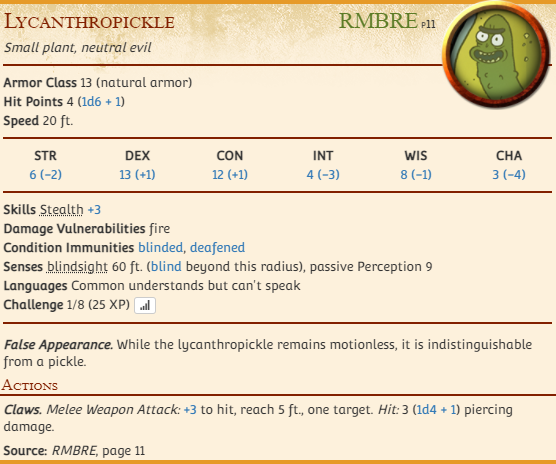 Lycanthropickle RMBRE p11
Small plant, neutral evil
Armor Class 13 (natural armor)
Hit Points 4 (1d6 + 1)
Speed 20 ft.
STR DEX CON INT WIS CHA
6 (−2) 13 (+1) 12 (+1) 4 (−3) 8 (−1) 3 (−4)
Skills Stealth +3
Damage Vulnerabilities fire
Condition Immunities blinded, deafened
Senses blindsight 60 ft. (blind beyond this radius), passive Perception 9
Languages Common understands but can't speak
Challenge 1/8 (25 XP)
False Appearance. While the lycanthropickle remains motionless, it is indistinguishable
from a pickle.
Actions
Claws. Melee Weapon Attack: +3 to hit, reach 5 ft., one target. Hit: 3 (1d4 + 1) piercing
damage.
Source: RMBRE, page 11